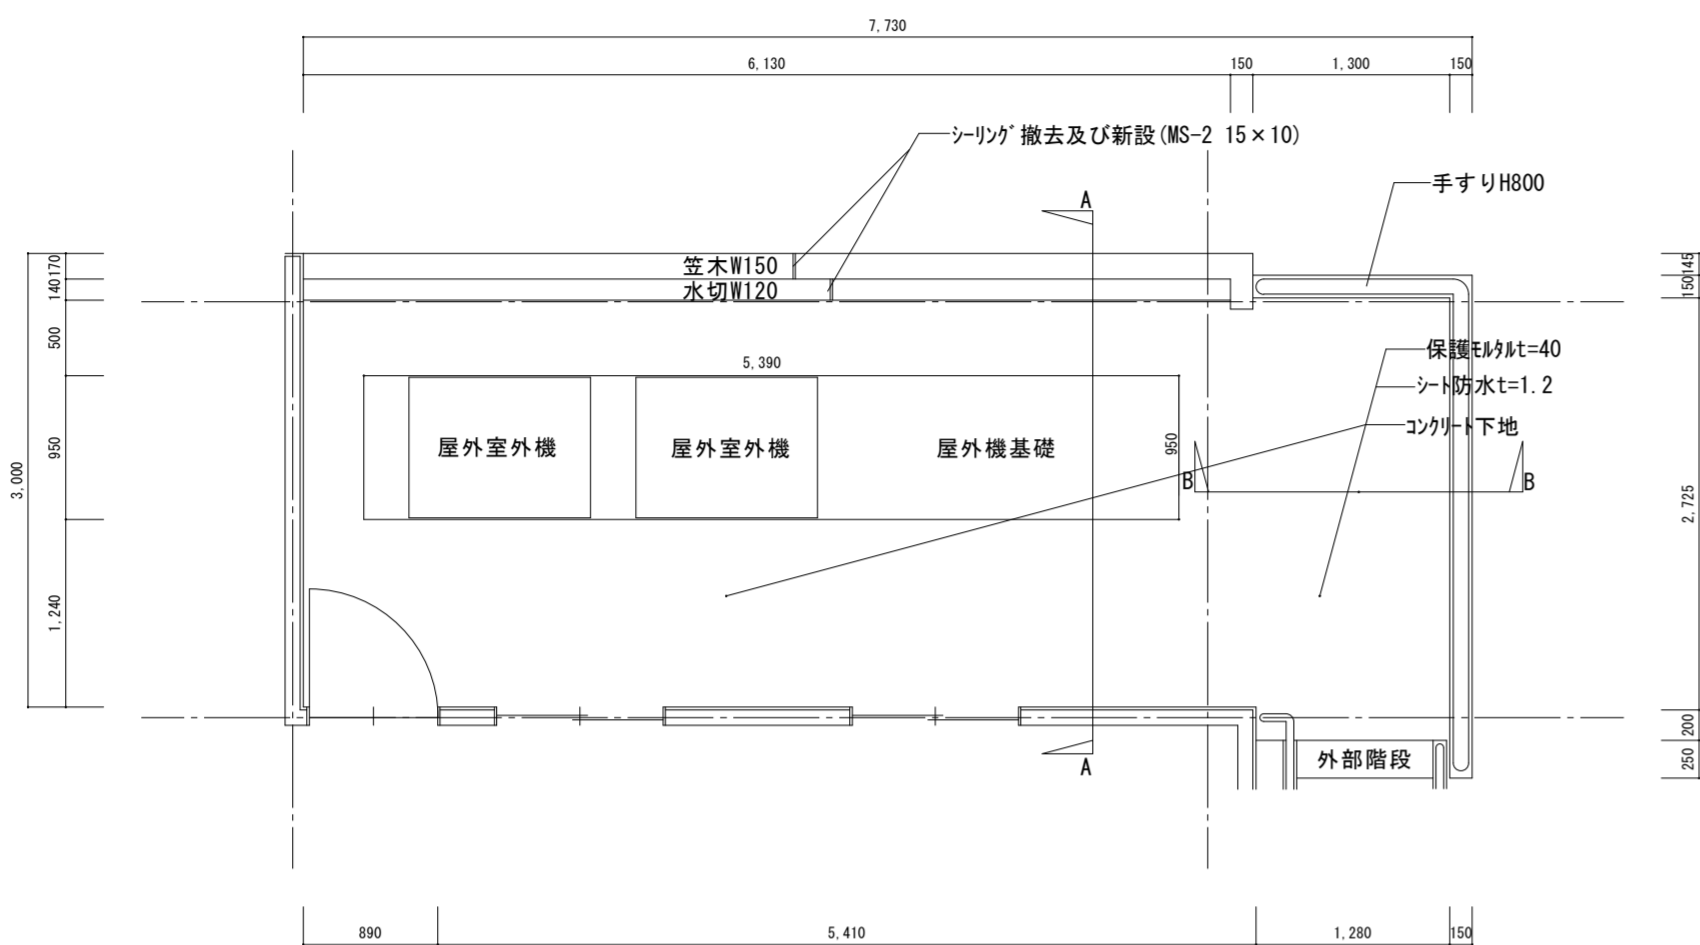 7,730
6,130
150
1,300
150
シーリング撤去及び新設(MS-2 15×10)
手すりH800
A
笠木W150
水切W120
170
140
500
950
1,240
3,000
145
150
2,725
200
250
保護モルタルt=40
シート防水t=1.2
コンクリート下地
5,390
950
屋外室外機
屋外室外機
屋外機基礎
B
B
A
外部階段
890
5,410
1,280
150